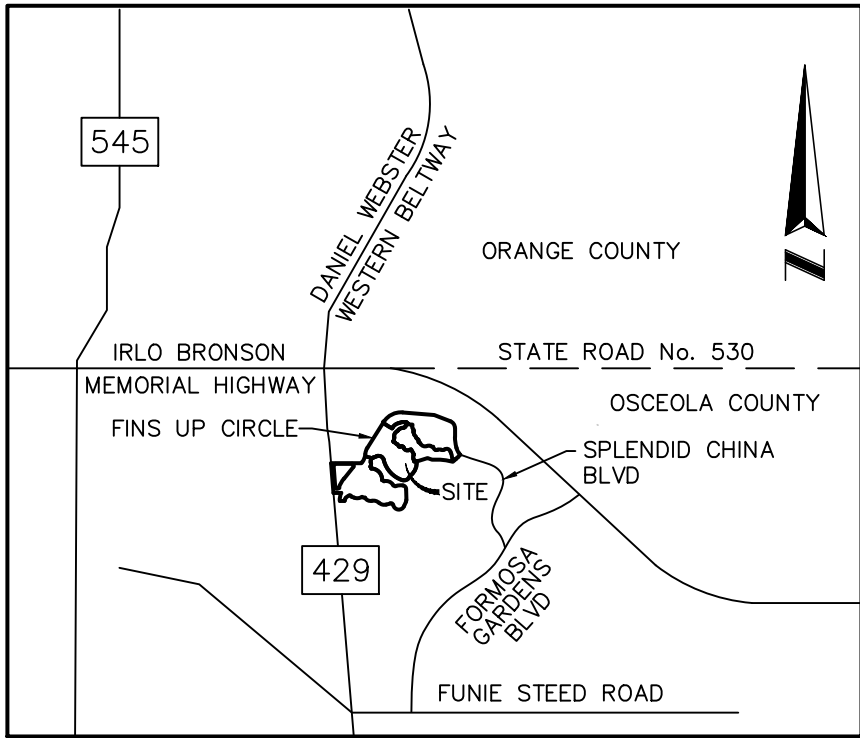 545
DANIEL WEBSTER
WESTERN BELTWAY
ORANGE COUNTY
N
IRLO BRONSON
MEMORIAL HIGHWAY
STATE ROAD No. 530
OSCEOLA COUNTY
FINS UP CIRCLE
SPLENDID CHINA
BLVD
SITE
429
FORMOSA
GARDENS
BLVD
FUNIE STEED ROAD